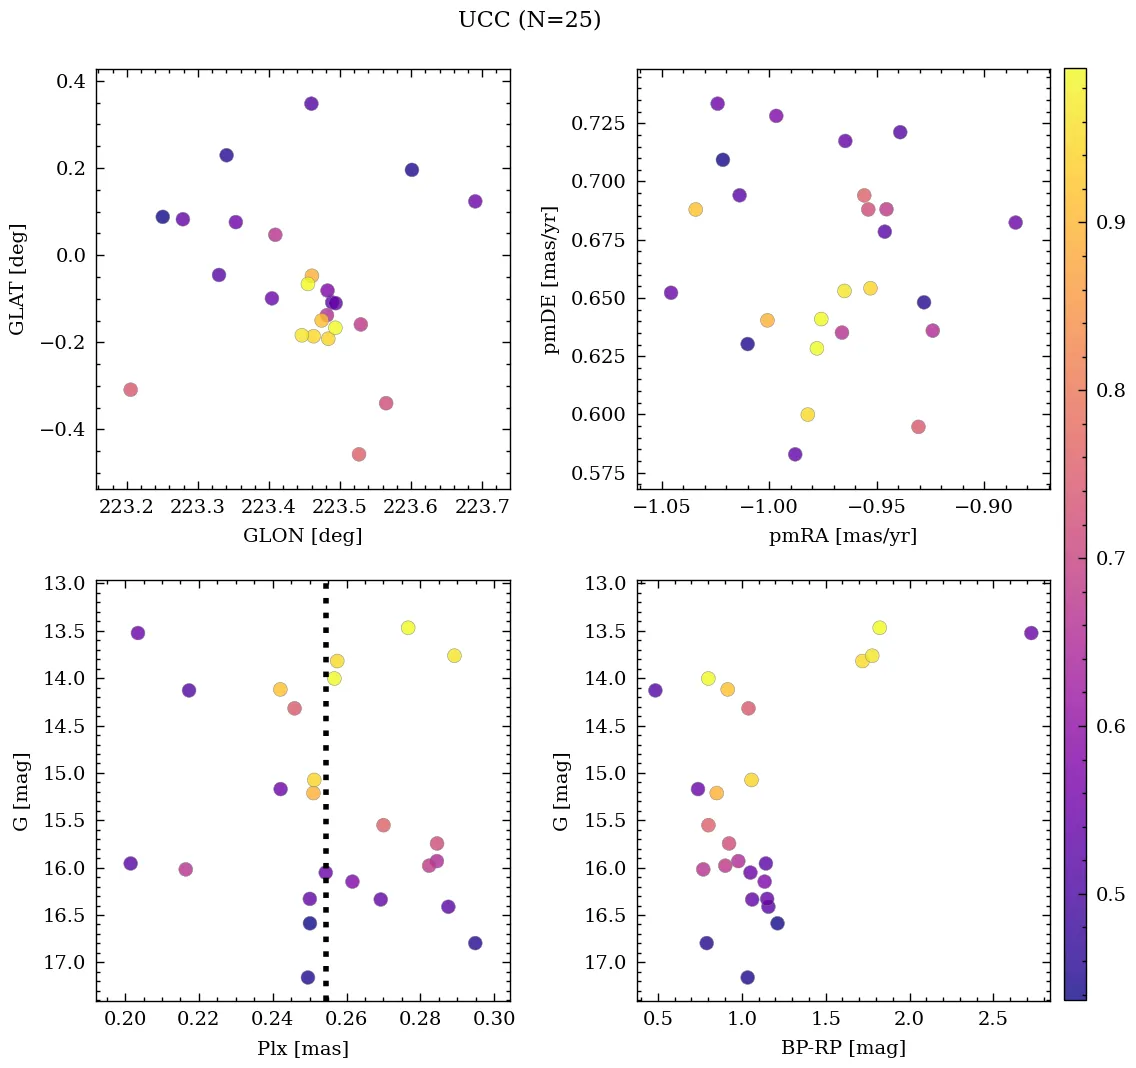 UCC (N=25)
0.4
0.2
0.0
−0.2
−0.4
GLAT [deg]
223.2 223.3 223.4 223.5 223.6 223.7
GLON [deg]
0.725
0.700
0.675
0.650
0.625
0.600
0.575
pmDE [mas/yr]
−1.05 −1.00 −0.95 −0.90
pmRA [mas/yr]
0.9
0.8
0.7
0.6
0.5
13.0
13.5
14.0
14.5
15.0
15.5
16.0
16.5
17.0
G [mag]
0.20 0.22 0.24 0.26 0.28 0.30
Plx [mas]
13.0
13.5
14.0
14.5
15.0
15.5
16.0
16.5
17.0
G [mag]
0.5 1.0 1.5 2.0 2.5
BP-RP [mag]